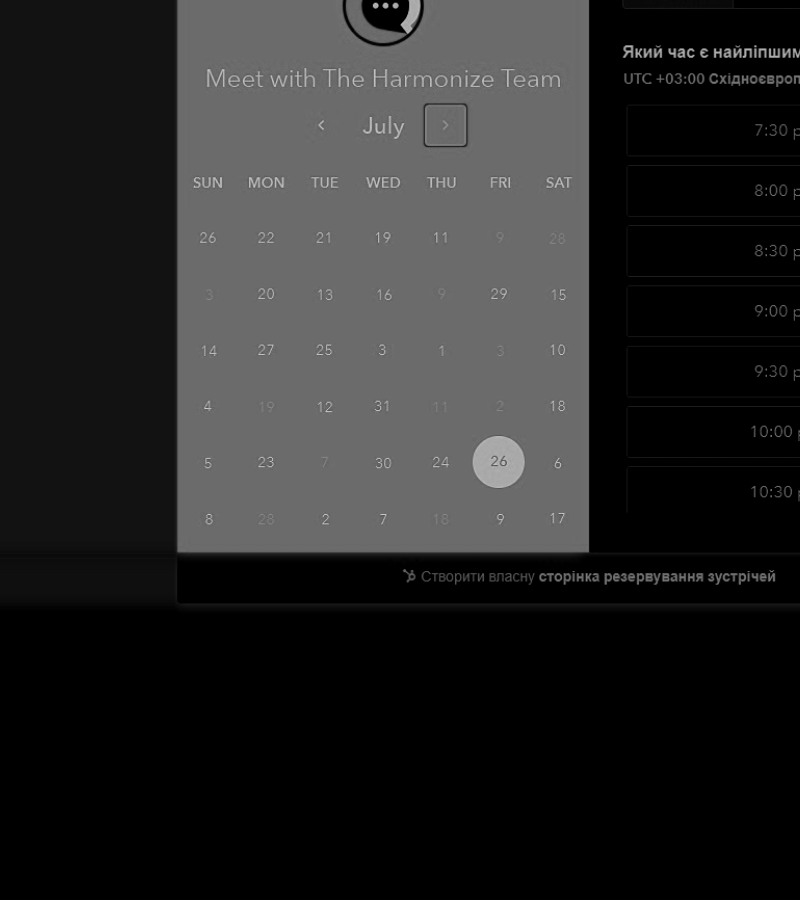 Meet with The Harmonize Team
July
SUN MON TUE WED THU FRI SAT
26 22 21 19 11 9 28
3 20 13 16 9 29 15
14 27 25 3 1 3 10
4 19 12 31 11 2 18
5 23 7 30 24 26 6
8 28 2 7 18 9 17
Який час є найліпшим
UTC +03:00 Східноєвроп
7:30 p
8:00 p
8:30 p
9:00 p
9:30 p
10:00 p
10:30 p
Створити власну сторінка резервування зустрічей